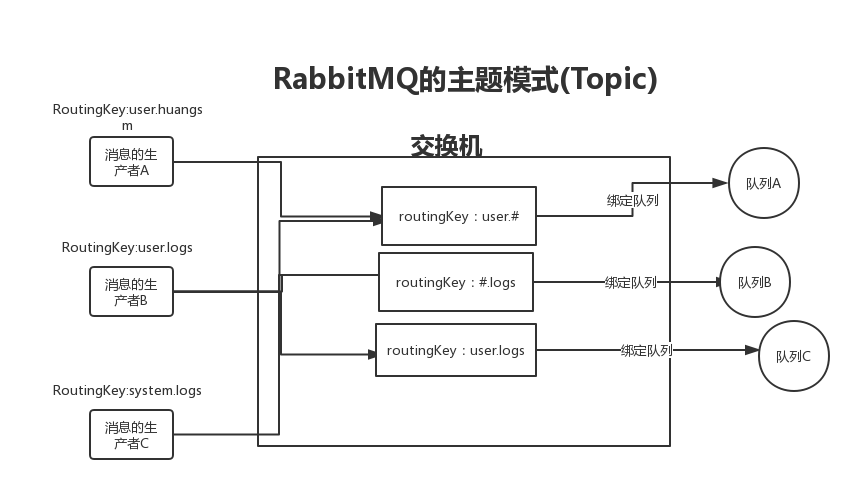 RabbitMQ的主题模式(Topic)
RoutingKey:user.huangs
m
消息的生
产者A
交换机
routingKey：user.#
绑定队列
队列A
RoutingKey:user.logs
消息的生
产者B
routingKey：#.logs
绑定队列
队列B
routingKey：user.logs
绑定队列
队列C
RoutingKey:system.logs
消息的生
产者C